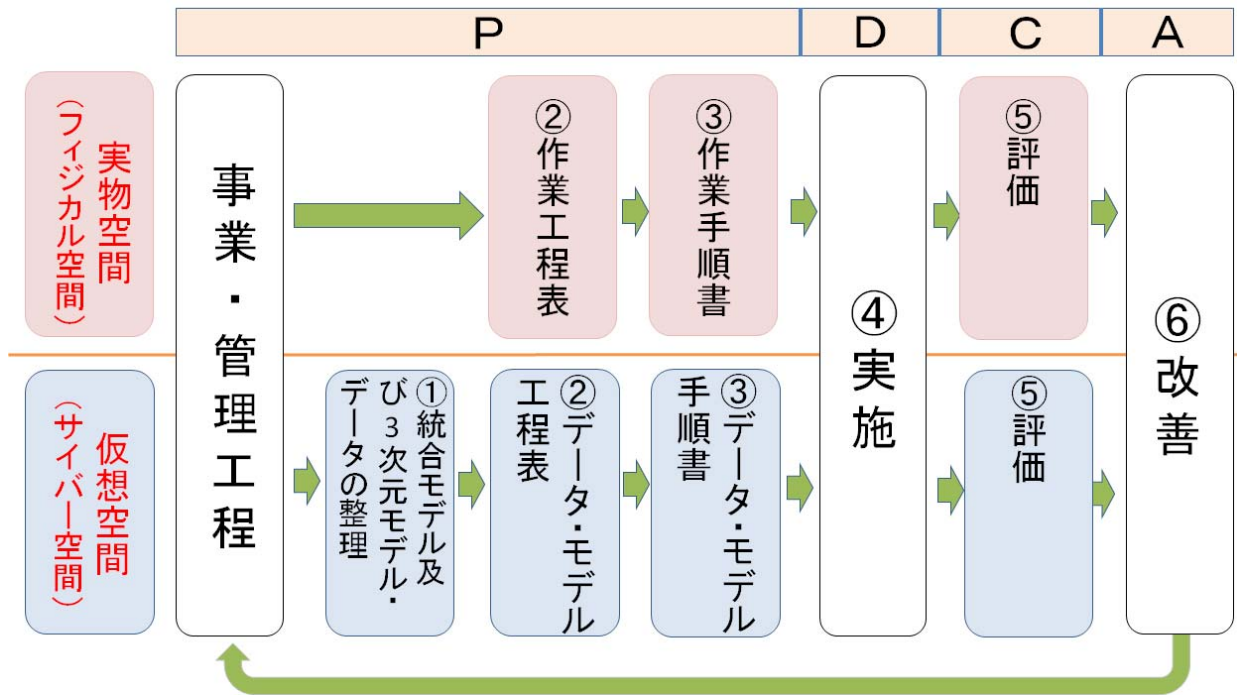 P
D
C
A
実物空間
（フィジカル空間）
事業・管理工程
②作業工程表
③作業手順書
④実施
⑤評価
⑥改善
仮想空間
（サイバー空間）
①統合モデル及
び３次元モデル・
データの整理
②データ・モデル
工程表
③データ・モデル
手順書
⑤評価